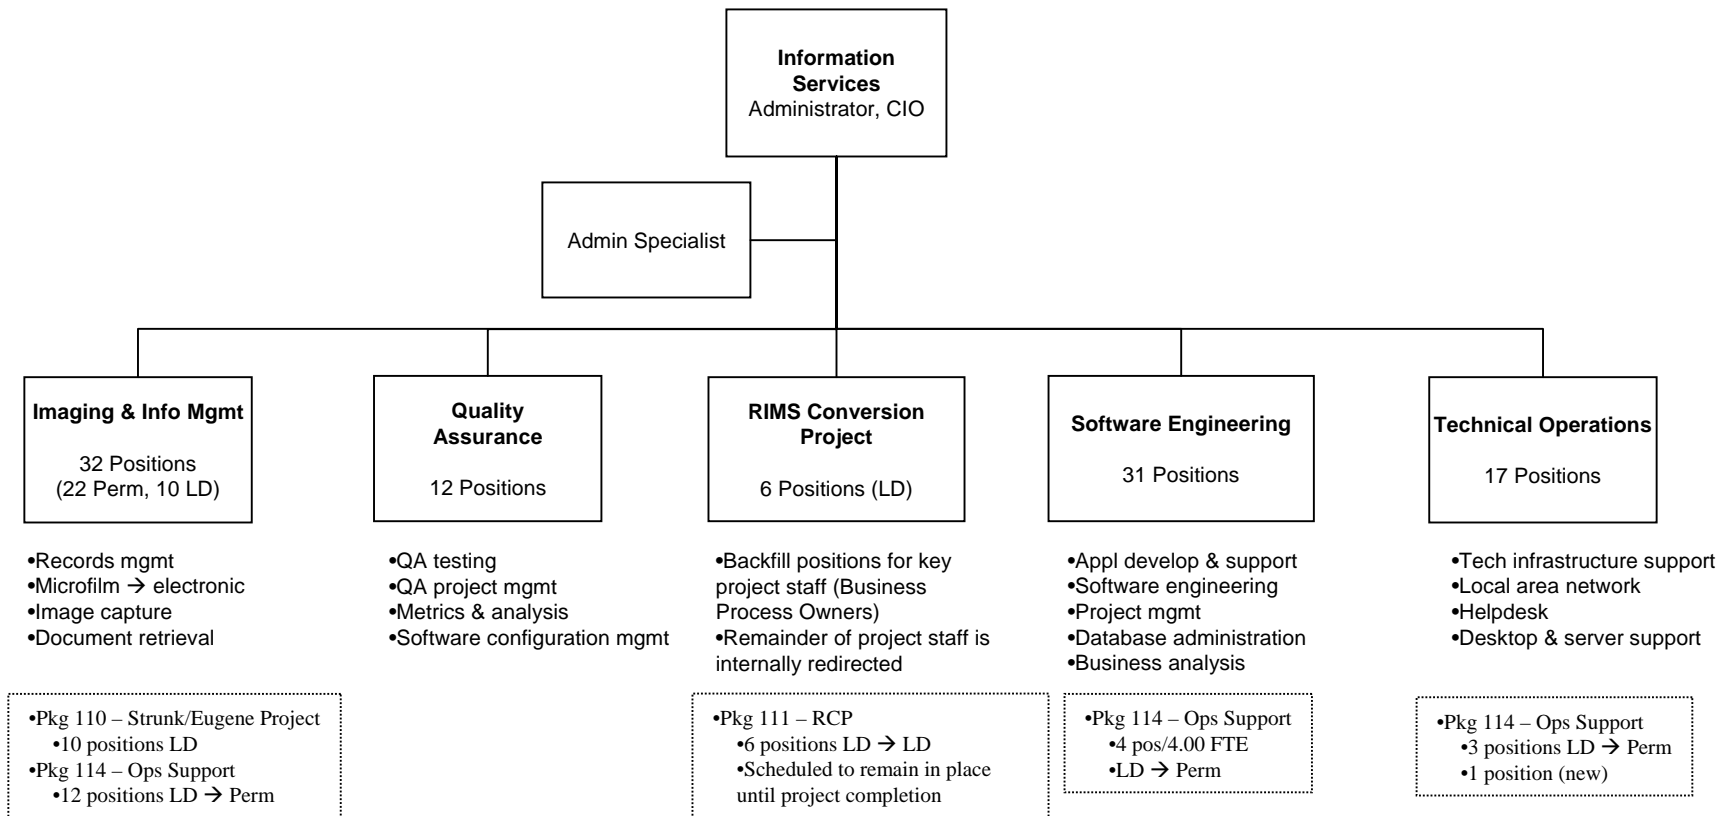 Information
Services
Administrator, CIO
Admin Specialist
Imaging & Info Mgmt
32 Positions
(22 Perm, 10 LD)
Quality
Assurance
12 Positions
RIMS Conversion
Project
6 Positions (LD)
Software Engineering
31 Positions
Technical Operations
17 Positions
•Records mgmt
•Microfilm → electronic
•Image capture
•Document retrieval
•QA testing
•QA project mgmt
•Metrics & analysis
•Software configuration mgmt
•Backfill positions for key
project staff (Business
Process Owners)
•Remainder of project staff is
internally redirected
•Appl develop & support
•Software engineering
•Project mgmt
•Database administration
•Business analysis
•Tech infrastructure support
•Local area network
•Helpdesk
•Desktop & server support
•Pkg 110 – Strunk/Eugene Project
•10 positions LD
•Pkg 114 – Ops Support
•12 positions LD → Perm
•Pkg 111 – RCP
•6 positions LD → LD
•Scheduled to remain in place
until project completion
•Pkg 114 – Ops Support
•4 pos/4.00 FTE
•LD → Perm
•Pkg 114 – Ops Support
•3 positions LD → Perm
•1 position (new)